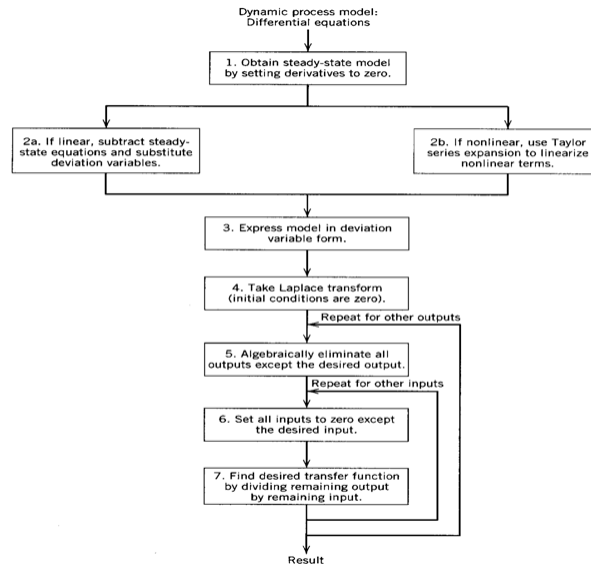 Dynamic process model:
Differential equations
1. Obtain steady-state model
by setting derivatives to zero.
2a. If linear, subtract steady-
state equations and substitute
deviation variables.
2b. If nonlinear, use Taylor
series expansion to linearize
nonlinear terms.
3. Express model in deviation
variable form.
4. Take Laplace transform
(initial conditions are zero).
Repeat for other outputs
5. Algebraically eliminate all
outputs except the desired output.
Repeat for other inputs
6. Set all inputs to zero except
the desired input.
7. Find desired transfer function
by dividing remaining output
by remaining input.
Result